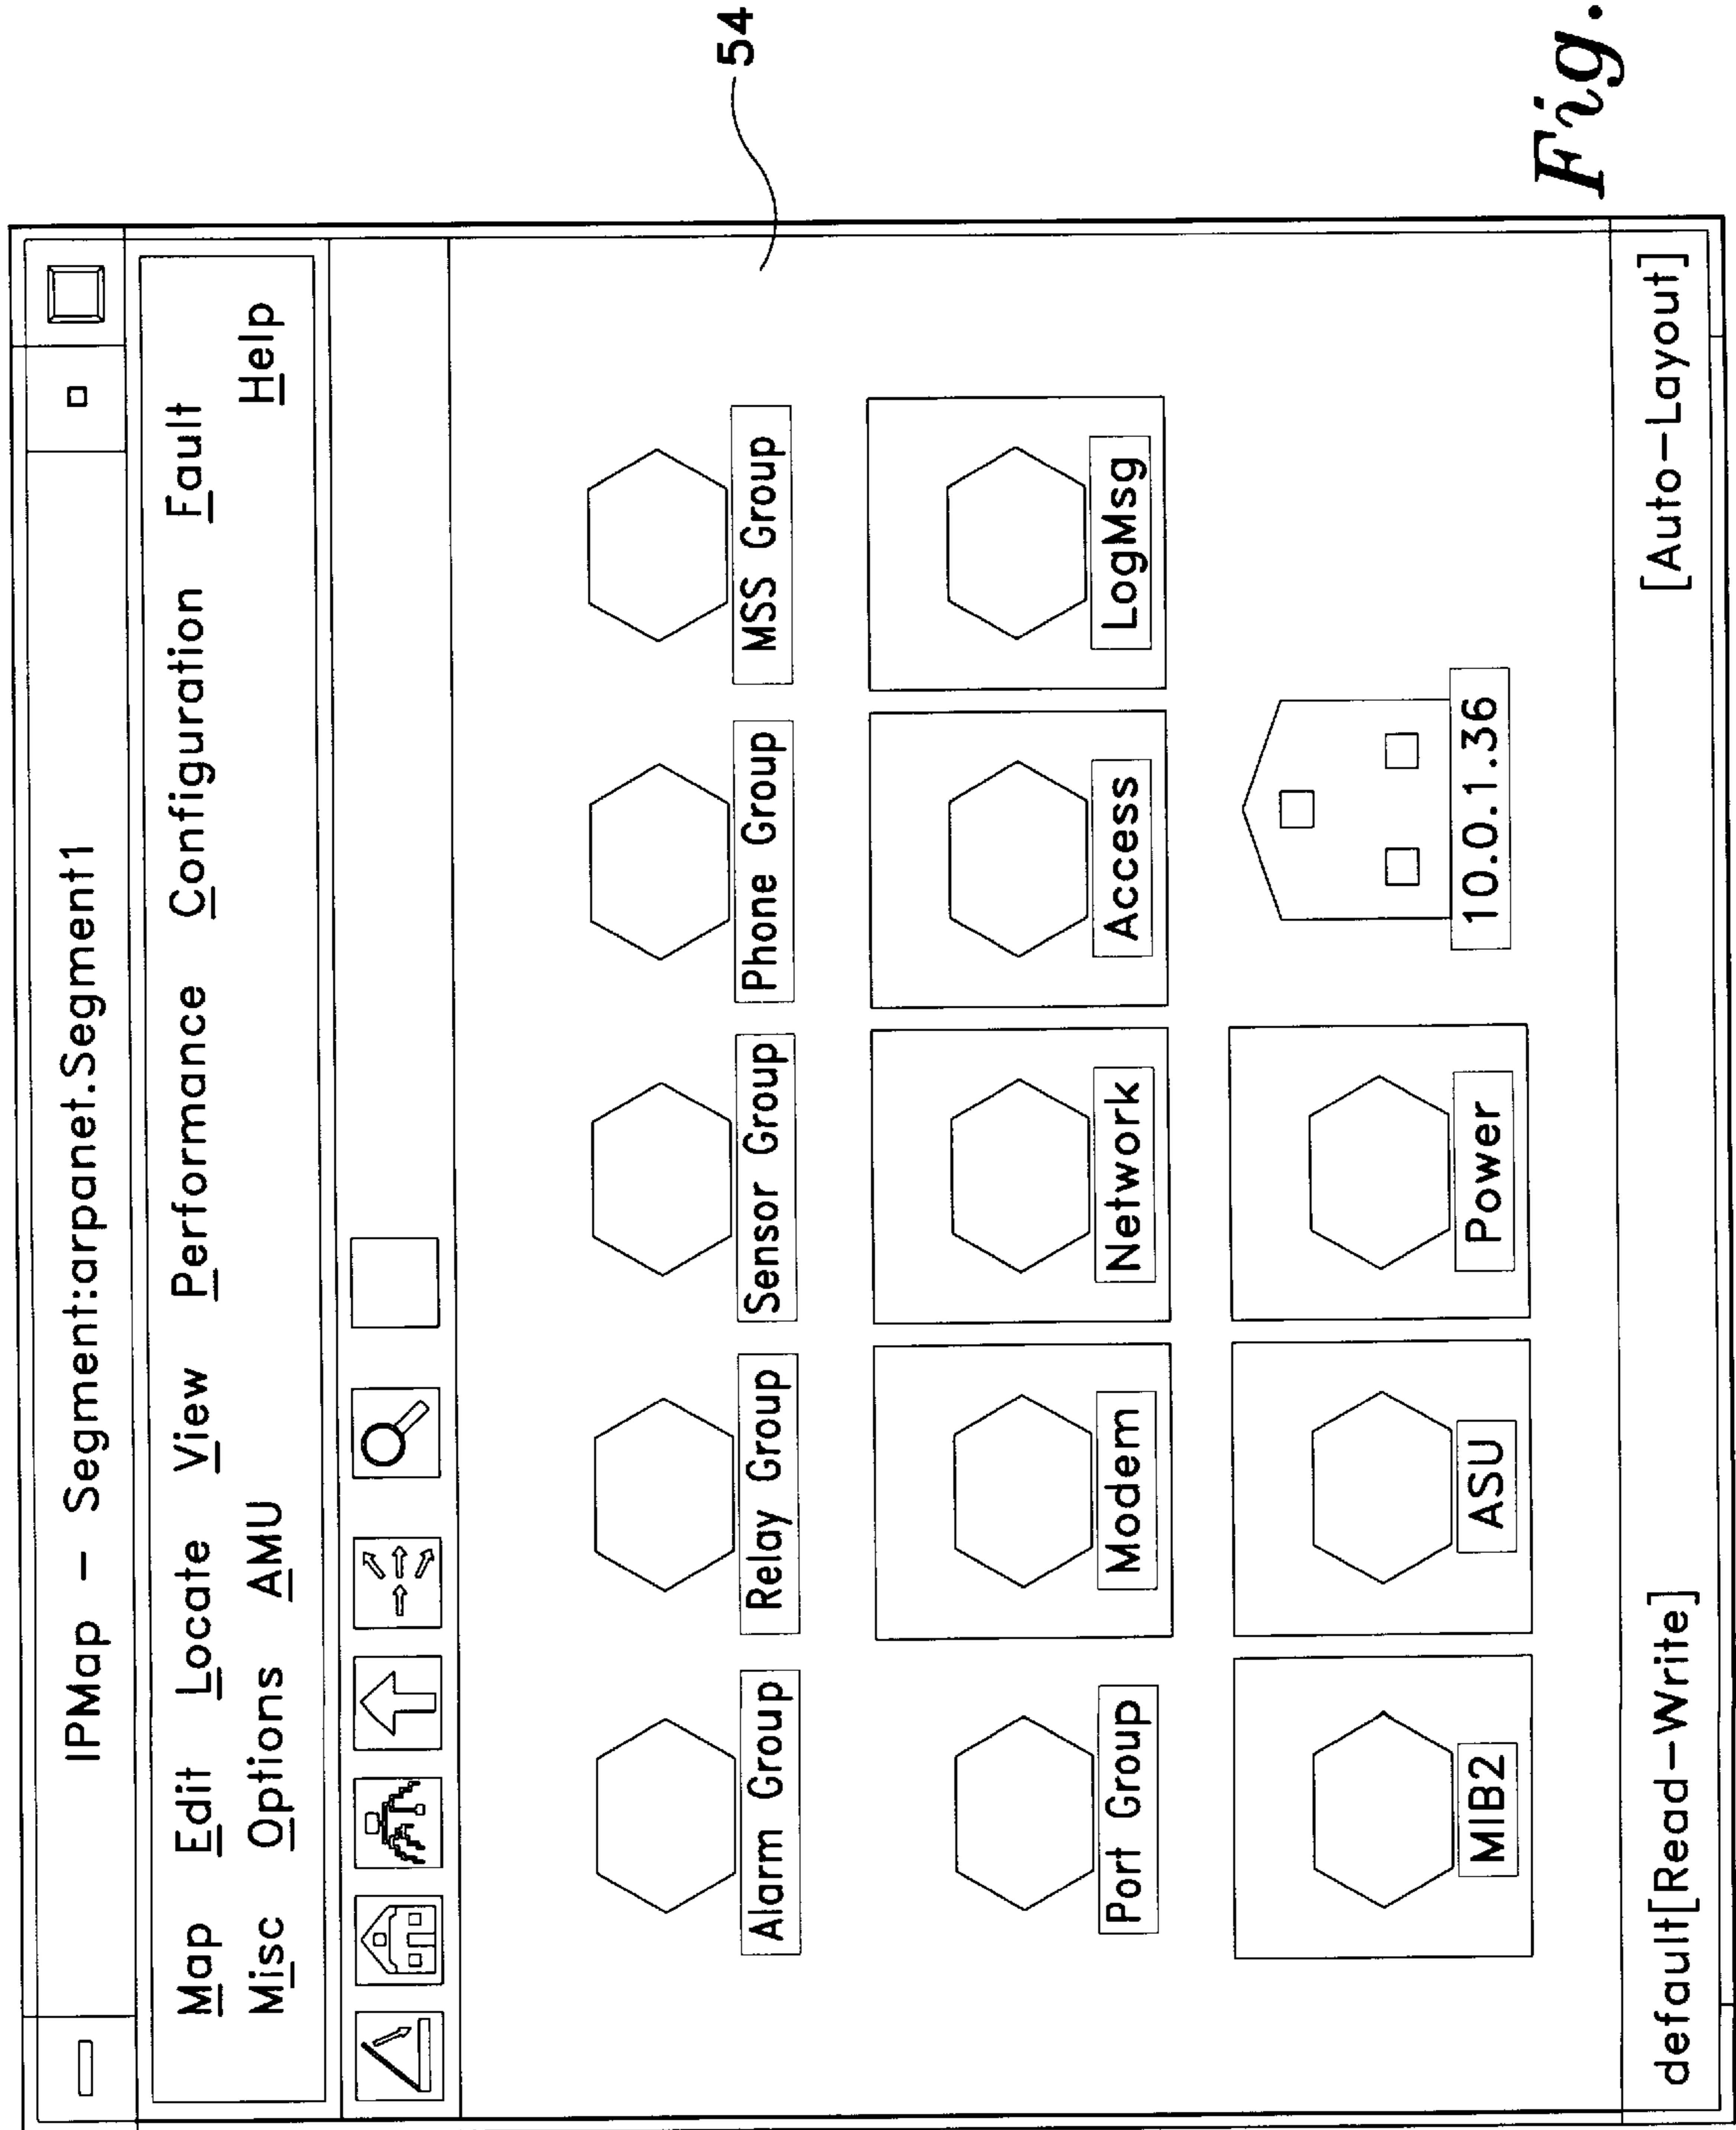 IPMap – Segment:arpanet.Segment1
Map Edit Locate View Performance Configuration Fault
Misc Options AMU Help
Alarm Group Relay Group Sensor Group Phone Group MSS Group
54
Port Group Modem Network Access LogMsg
MIB2 ASU Power 10.0.1.36
default[Read-Write] [Auto-Layout]
Fig.